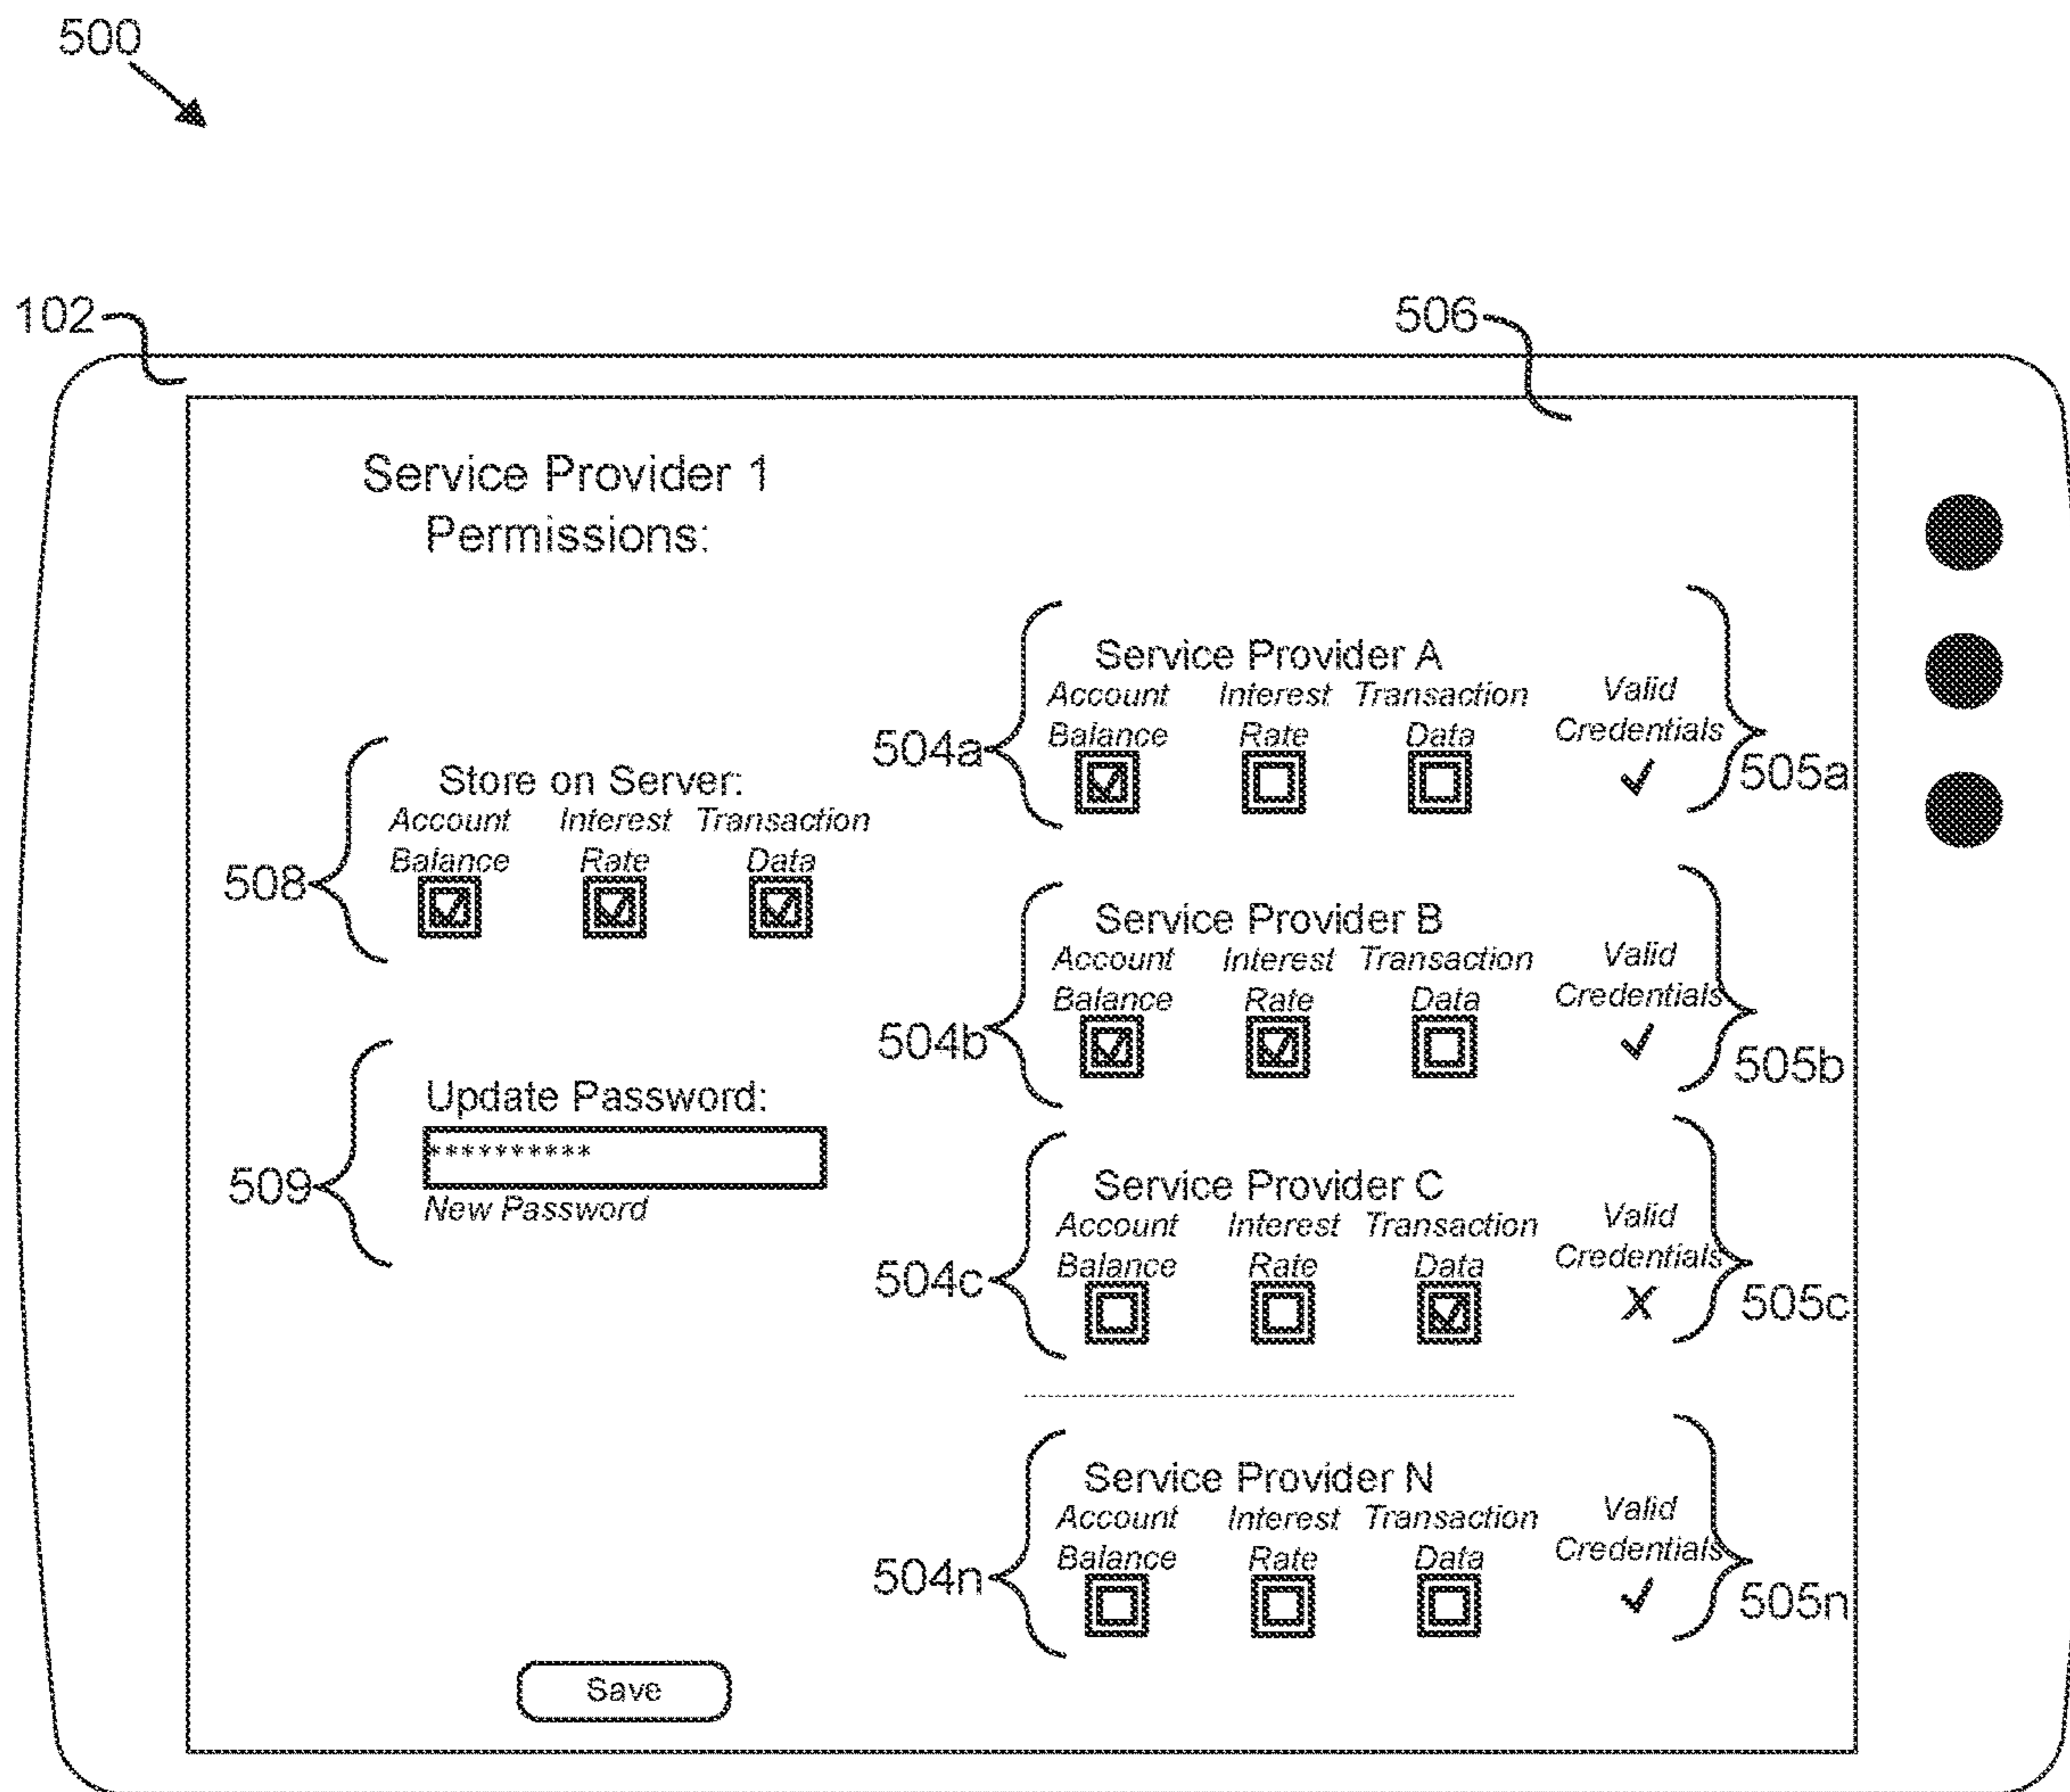 500
102
506
Service Provider 1
Permissions:
504a
Service Provider A
Account Interest Transaction
Balance Rate Data
Valid
Credentials
505a
508
Store on Server:
Account Interest Transaction
Balance Rate Data
504b
Service Provider B
Account Interest Transaction
Balance Rate Data
Valid
Credentials
505b
509
Update Password:
**********
New Password
504c
Service Provider C
Account Interest Transaction
Balance Rate Data
Valid
Credentials
X
505c
504n
Service Provider N
Account Interest Transaction
Balance Rate Data
Valid
Credentials
505n
Save